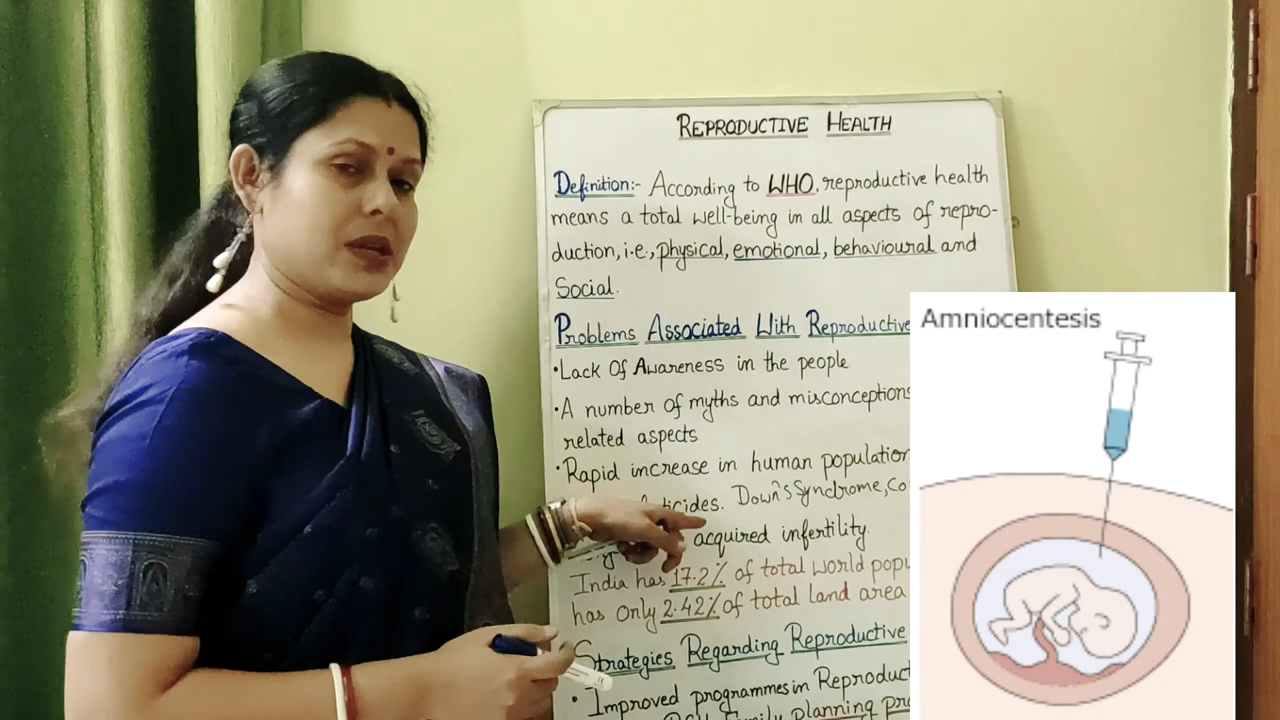 REPRODUCTIVE HEALTH
Definition:- According to WHO, reproductive health
means a total well-being in all aspects of repro-
duction, i.e., physical, emotional, behavioural and
Social.
Problems Associated With Reproductive
•Lack Of Awareness in the people
•A number of myths and misconceptions
related aspects
•Rapid increase in human population
Down's Syndrome,
acquired infertility.
India has 17.2% of total world
has only 2.42% of total land area
Strategies Regarding Reproductive
• Improved programmes in
Family planning
Amniocentesis